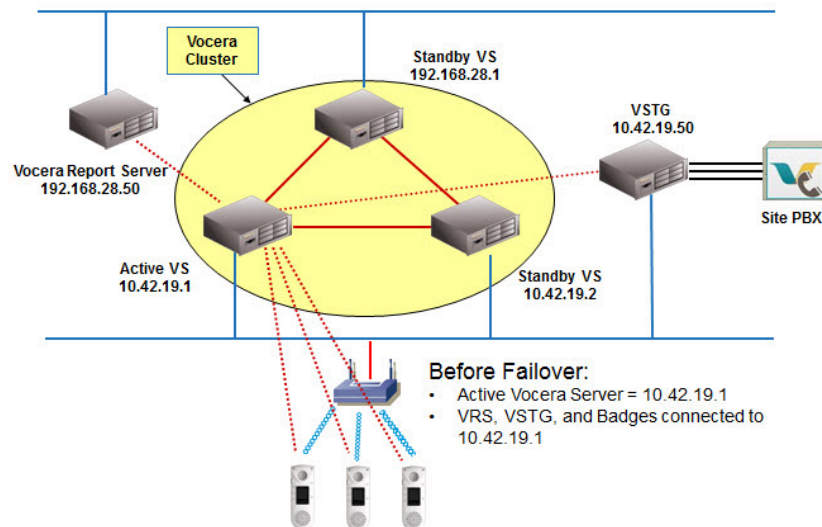 Vocera
Cluster
Standby VS
192.168.28.1
VSTG
10.42.19.50
Vocera Report Server
192.168.28.50
Site PBX
Active VS
10.42.19.1
Standby VS
10.42.19.2
Before Failover:
• Active Vocera Server = 10.42.19.1
• VRS, VSTG, and Badges connected to
10.42.19.1